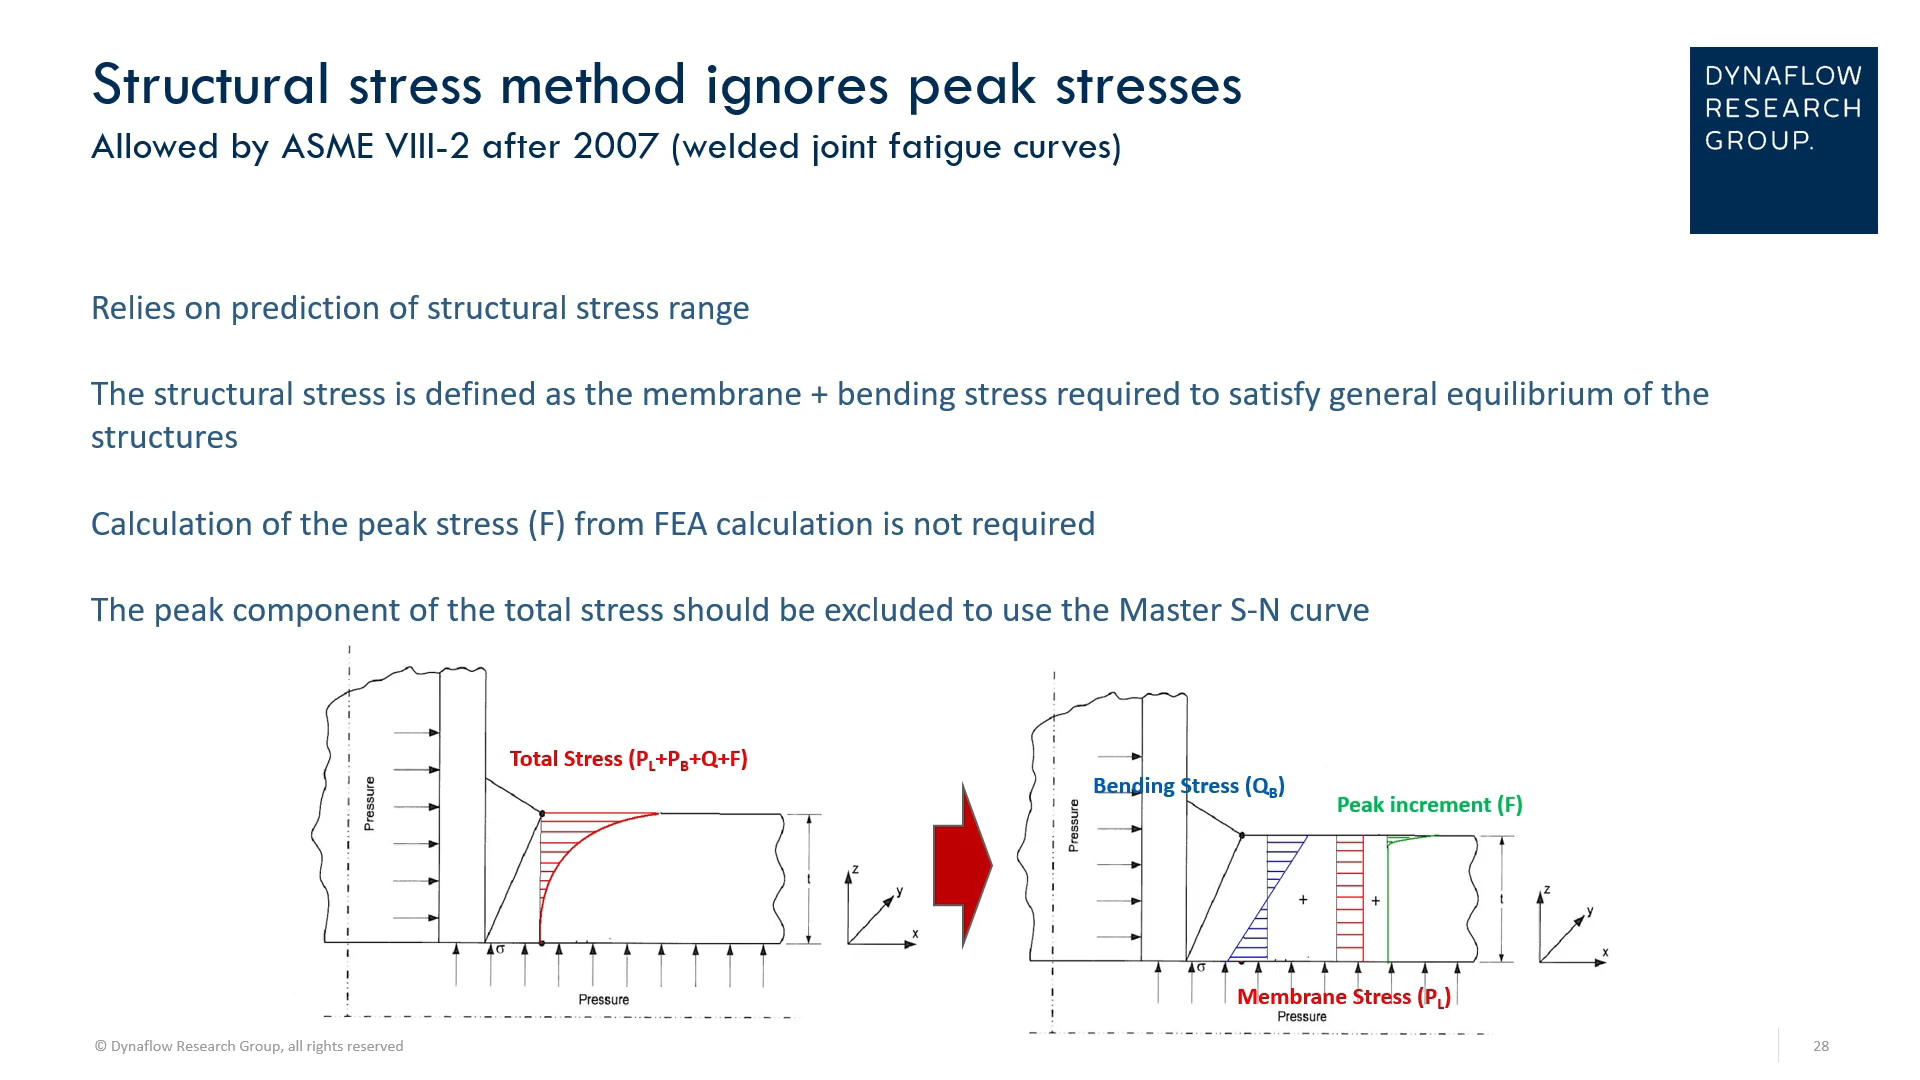 Structural stress method ignores peak stresses
Allowed by ASME VIII-2 after 2007 (welded joint fatigue curves)
DYNAFLOW
RESEARCH
GROUP.
Relies on prediction of structural stress range
The structural stress is defined as the membrane + bending stress required to satisfy general equilibrium of the
structures
Calculation of the peak stress (F) from FEA calculation is not required
The peak component of the total stress should be excluded to use the Master S-N curve
Total Stress (PL+PB+Q+F)
Pressure
σ
t
z
y
x
Pressure
Bending Stress (QB)
Peak increment (F)
Pressure
+
+
σ
t
z
y
x
Membrane Stress (PL)
Pressure
© Dynaflow Research Group, all rights reserved
28